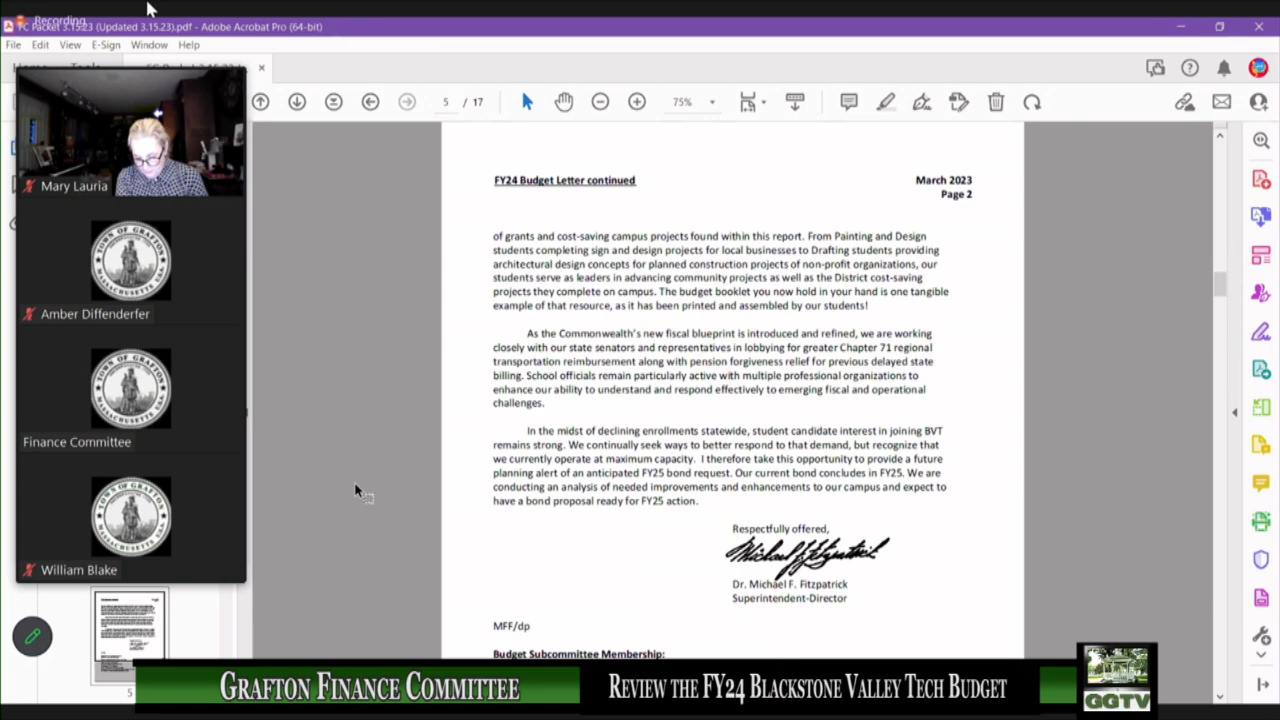 Recording
FC Packet 3.15.23 (Updated 3.15.23).pdf - Adobe Acrobat Pro (64-bit)
File Edit View E-Sign Window Help
5 / 17
75%
Mary Lauria
TOWN OF GRAFTON
MASSACHUSETTS
Amber Diffenderfer
TOWN OF GRAFTON
MASSACHUSETTS
Finance Committee
TOWN OF GRAFTON
MASSACHUSETTS
William Blake
5
FY24 Budget Letter continued
March 2023
Page 2
of grants and cost-saving campus projects found within this report. From Painting and Design
students completing sign and design projects for local businesses to Drafting students providing
architectural design concepts for planned construction projects of non-profit organizations, our
students serve as leaders in advancing community projects as well as the District cost-saving
projects they complete on campus. The budget booklet you now hold in your hand is one tangible
example of that resource, as it has been printed and assembled by our students!
As the Commonwealth's new fiscal blueprint is introduced and refined, we are working
closely with our state senators and representatives in lobbying for greater Chapter 71 regional
transportation reimbursement along with pension forgiveness relief for previous delayed state
billing. School officials remain particularly active with multiple professional organizations to
enhance our ability to understand and respond effectively to emerging fiscal and operational
challenges.
In the midst of declining enrollments statewide, student candidate interest in joining BVT
remains strong. We continually seek ways to better respond to that demand, but recognize that
we currently operate at maximum capacity. I therefore take this opportunity to provide a future
planning alert of an anticipated FY25 bond request. Our current bond concludes in FY25. We are
conducting an analysis of needed improvements and enhancements to our campus and expect to
have a bond proposal ready for FY25 action.
Respectfully offered,
Dr. Michael F. Fitzpatrick
Superintendent-Director
MFF/dp
Budget Subcommittee Membership:
GRAFTON FINANCE COMMITTEE
REVIEW THE FY24 BLACKSTONE VALLEY TECH BUDGET
GGTV